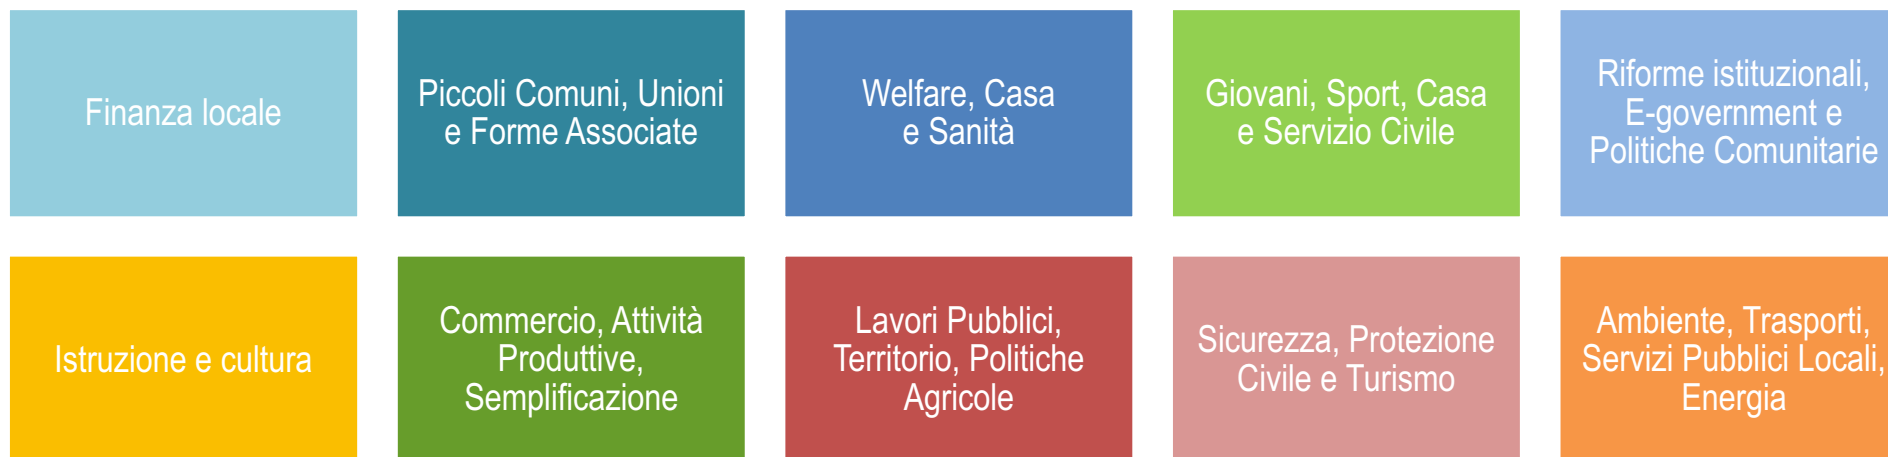 Finanza locale
Piccoli Comuni, Unioni
e Forme Associate
Welfare, Casa
e Sanità
Giovani, Sport, Casa
e Servizio Civile
Riforme istituzionali,
E-government e
Politiche Comunitarie
Istruzione e cultura
Commercio, Attività
Produttive,
Semplificazione
Lavori Pubblici,
Territorio, Politiche
Agricole
Sicurezza, Protezione
Civile e Turismo
Ambiente, Trasporti,
Servizi Pubblici Locali,
Energia